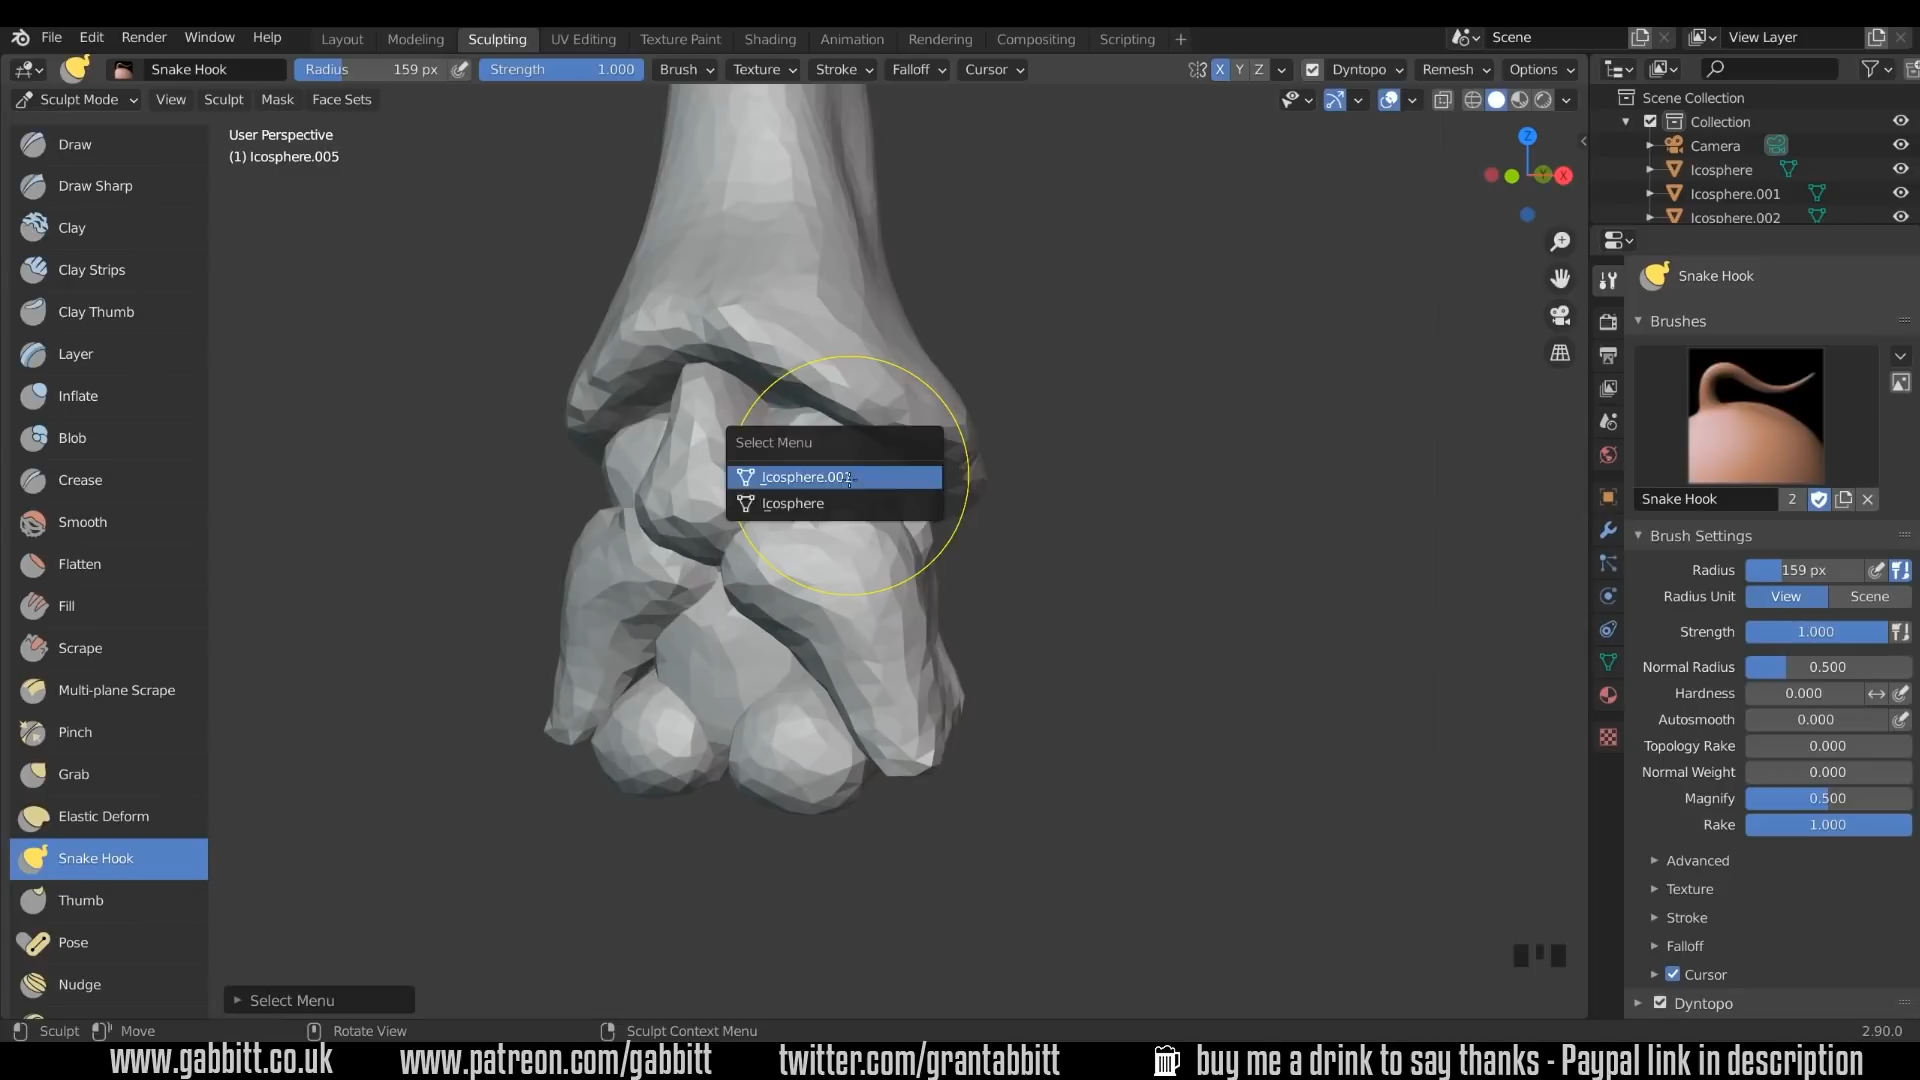 File Edit Render Window Help
Layout Modeling Sculpting UV Editing Texture Paint Shading Animation Rendering Compositing Scripting +
Scene View Layer
Snake Hook Radius 159 px Strength 1.000 Brush Texture Stroke Falloff Cursor X Y Z Dyntopo Remesh Options
Sculpt Mode View Sculpt Mask Face Sets
User Perspective
(1) Icosphere.005
Draw
Draw Sharp
Clay
Clay Strips
Clay Thumb
Layer
Inflate
Blob
Crease
Smooth
Flatten
Fill
Scrape
Multi-plane Scrape
Pinch
Grab
Elastic Deform
Snake Hook
Thumb
Pose
Nudge
Z
Y
X
Select Menu
Icosphere
Select Menu
Scene Collection
Collection
Camera
Icosphere
Icosphere.001
Icosphere.002
Snake Hook
Brushes
Snake Hook 2
Brush Settings
Radius 159 px
Radius Unit View Scene
Strength 1.000
Normal Radius 0.500
Hardness 0.000
Autosmooth 0.000
Topology Rake 0.000
Normal Weight 0.000
Magnify 0.500
Rake 1.000
Advanced
Texture
Stroke
Falloff
Cursor
Dyntopo
Sculpt Move Rotate View Sculpt Context Menu 2.90.0
www.gabbitt.co.uk www.patreon.com/gabbitt twitter.com/grantabbitt buy me a drink to say thanks - Paypal link in description